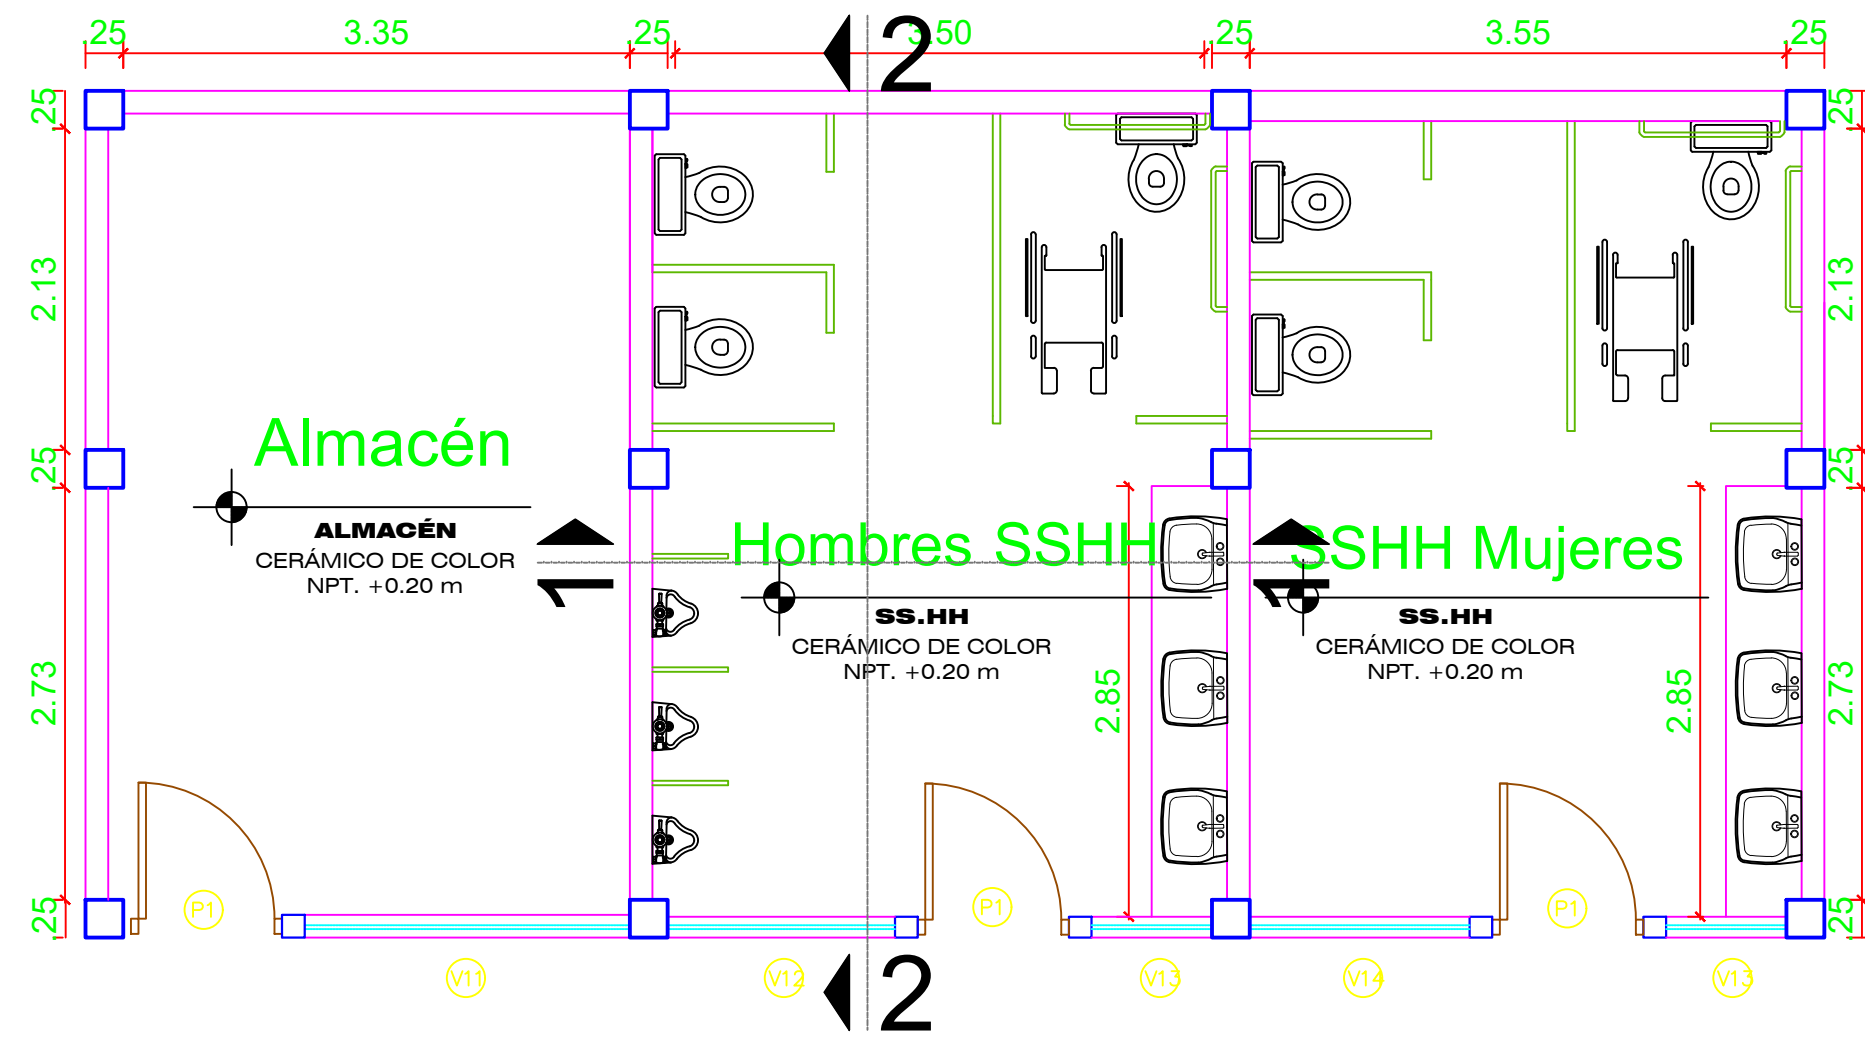 .25
3.35
.25
2
3.50
.25
3.55
.25
.25
.25
2.13
2.13
Almacén
.25
.25
ALMACÉN
CERÁMICO DE COLOR
NPT. +0.20 m
1
Hombres SSHH
1
SSHH Mujeres
SS.HH
CERÁMICO DE COLOR
NPT. +0.20 m
SS.HH
CERÁMICO DE COLOR
NPT. +0.20 m
2.73
2.85
2.85
2.73
P1
P1
P1
.25
.25
V11
V12
2
V13
V14
V13